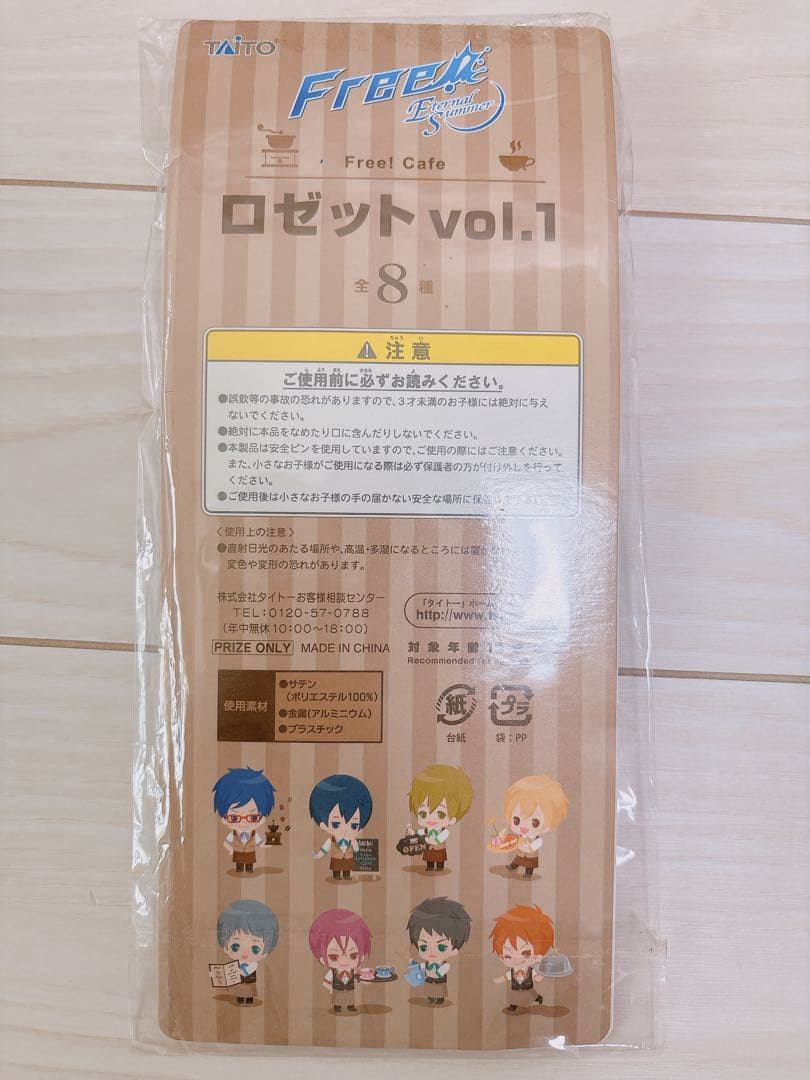 TAITO
Free!
Eternal
Summer
Free! Cafe
ロゼット vol.1
全8種
注意
ご使用前に必ずお読みください。
●誤飲等の事故の恐れがありますので、3才未満のお子様には絶対に与え
ないでください。
●絶対に本品をなめたり口に含んだりしないでください。
●本製品は安全ピンを使用していますので、ご使用の際にはご注意ください。
また、小さなお子様がご使用になる際は必ず保護者の方が付け外しを行って
ください。
●ご使用後は小さなお子様の手の届かない安全な場所に保
〈使用上の注意〉
●直射日光のあたる場所や、高温・多湿になるところには
変色や変形の恐れがあります。
株式会社タイトーお客様相談センター
TEL:0120-57-0788
(年中無休10:00〜18:00)
「タイトー」ホーム
http://www.t
PRIZE ONLY MADE IN CHINA
対象年齢
Recommended for
使用素材
●サテン
(ポリエステル100%)
●金属(アルミニウム)
●プラスチック
紙 プラ
台紙 袋:PP
MENU
OPEN